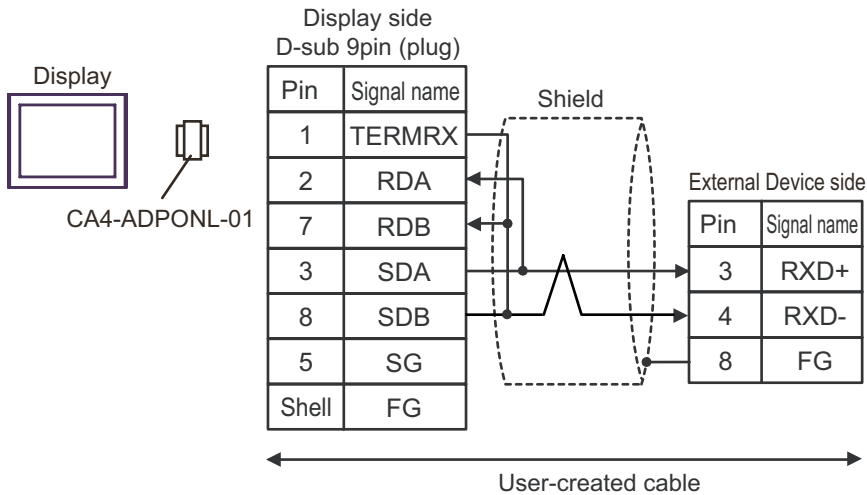 Display side
D-sub 9pin (plug)
Display
CA4-ADPONL-01
Pin Signal name
1 TERMRX
2 RDA
7 RDB
3 SDA
8 SDB
5 SG
Shell FG
Shield
External Device side
Pin Signal name
3 RXD+
4 RXD-
8 FG
User-created cable